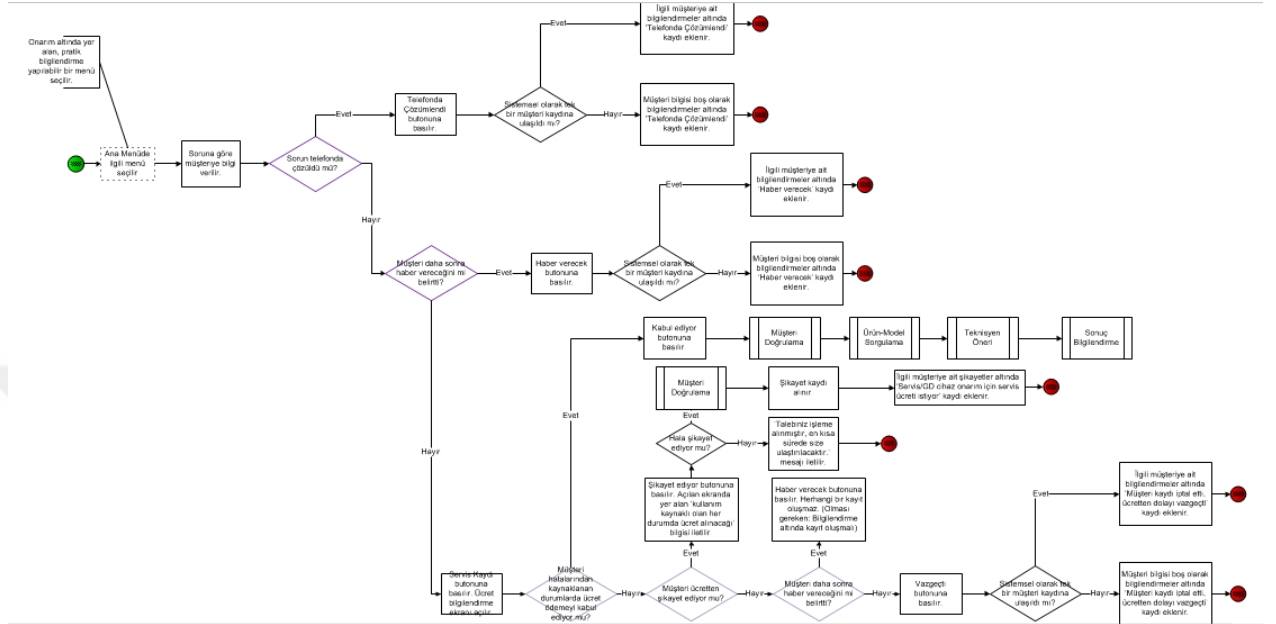 Onarım altında yer
alan, pratik
bilgilendirme
yapılabilir bir menü
seçilir.
Ana Menüde
ilgili menü
seçilir
Soruna göre
müşteriye bilgi
verilir.
Sorun telefonda
çözüldü mü?
Evet
Telefonda
Çözümlendi
butonuna
basılır.
Sistemsel olarak tek
bir müşteri kaydına
ulaşıldı mı?
Evet
İlgili müşteriye ait
bilgilendirmeler altında
'Telefonda Çözümlendi'
kaydı eklenir.
Hayır
Müşteri bilgisi boş olarak
bilgilendirmeler altında
'Telefonda Çözümlendi'
kaydı eklenir.
Hayır
Müşteri daha sonra
haber vereceğini mi
belirtti?
Evet
Haber verecek
butonuna
basılır.
Sistemsel olarak tek
bir müşteri kaydına
ulaşıldı mı?
Evet
İlgili müşteriye ait
bilgilendirmeler altında
'Haber verecek' kaydı
eklenir.
Hayır
Müşteri bilgisi boş olarak
bilgilendirmeler altında
'Haber verecek' kaydı
eklenir.
Hayır
Servis Kaydı
butonuna
basılır. Ücret
bilgilendirme
ekranı açılır.
Müşteri
hatalarından
kaynaklanan
durumlarda ücret
ödemeyi kabul
ediyor mu?
Evet
Kabul ediyor
butonuna
basılır
Müşteri
Doğrulama
Ürün-Model
Sorgulama
Teknisyen
Öneri
Sonuç
Bilgilendirme
Hayır
Müşteri ücretten
şikayet ediyor mu?
Evet
Şikayet ediyor butonuna
basılır. Açılan ekranda
yer alan 'kullanım
kaynaklı olan her
durumda ücret alınacağı'
bilgisi iletilir
Hala şikayet
ediyor mu?
Evet
Müşteri
Doğrulama
Şikayet kaydı
alınır
İlgili müşteriye ait şikayetler altında
'Servis/GD cihaz onarım için servis
ücreti istiyor' kaydı eklenir.
Hayır
'Talebiniz işleme
alınmıştır, en kısa
sürede size
ulaştırılacaktır.'
mesajı iletilir.
Hayır
Müşteri daha sonra
haber vereceğini mi
belirtti?
Evet
Haber verecek butonuna
basılır. Herhangi bir kayıt
oluşmaz. (Olması
gereken: Bilgilendirme
altında kayıt oluşmalı)
Hayır
Vazgeçti
butonuna
basılır.
Sistemsel olarak tek
bir müşteri kaydına
ulaşıldı mı?
Evet
İlgili müşteriye ait
bilgilendirmeler altında
'Müşteri kaydı iptal etti,
ücretten dolayı vazgeçti'
kaydı eklenir.
Hayır
Müşteri bilgisi boş olarak
bilgilendirmeler altında
'Müşteri kaydı iptal etti,
ücretten dolayı vazgeçti'
kaydı eklenir.